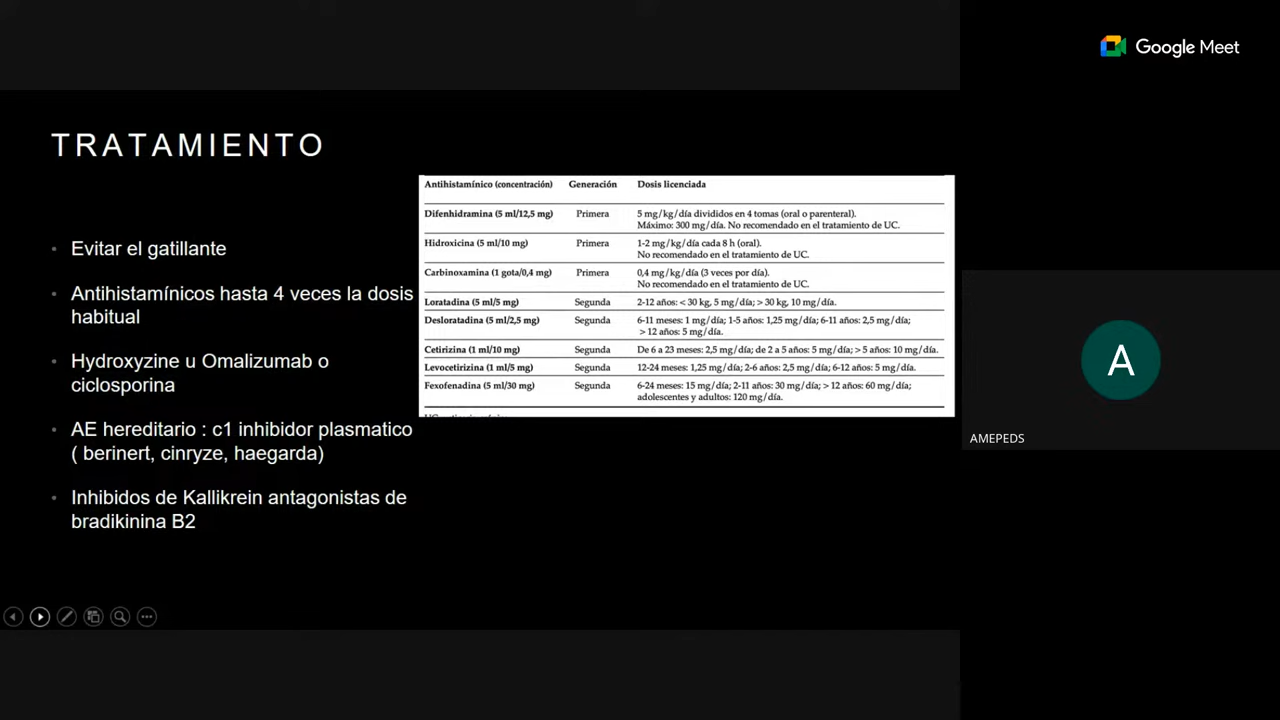 Google Meet
TRATAMIENTO
Evitar el gatillante
Antihistamínicos hasta 4 veces la dosis
habitual
Hydroxyzine u Omalizumab o
ciclosporina
AE hereditario : c1 inhibidor plasmatico
( berinert, cinryze, haegarda)
Inhibidos de Kallikrein antagonistas de
bradikinina B2
Antihistamínico (concentración) Generación Dosis licenciada
Difenhidramina (5 ml/12,5 mg) Primera 5 mg/kg/día divididos en 4 tomas (oral o parenteral).
Máximo: 300 mg/día. No recomendado en el tratamiento de UC.
Hidroxicina (5 ml/10 mg) Primera 1-2 mg/kg/día cada 8 h (oral).
No recomendado en el tratamiento de UC.
Carbinoxamina (1 gota/0,4 mg) Primera 0,4 mg/kg/día (3 veces por día).
No recomendado en el tratamiento de UC.
Loratadina (5 ml/5 mg) Segunda 2-12 años: < 30 kg, 5 mg/día; > 30 kg, 10 mg/día.
Desloratadina (5 ml/2,5 mg) Segunda 6-11 meses: 1 mg/día; 1-5 años: 1,25 mg/día; 6-11 años: 2,5 mg/día;
> 12 años: 5 mg/día.
Cetirizina (1 ml/10 mg) Segunda De 6 a 23 meses: 2,5 mg/día; de 2 a 5 años: 5 mg/día; > 5 años: 10 mg/día.
Levocetirizina (1 ml/5 mg) Segunda 12-24 meses: 1,25 mg/día; 2-6 años: 2,5 mg/día; 6-12 años: 5 mg/día.
Fexofenadina (5 ml/30 mg) Segunda 6-24 meses: 15 mg/día; 2-11 años: 30 mg/día; > 12 años: 60 mg/día;
adolescentes y adultos: 120 mg/día.
A
AMEPEDS